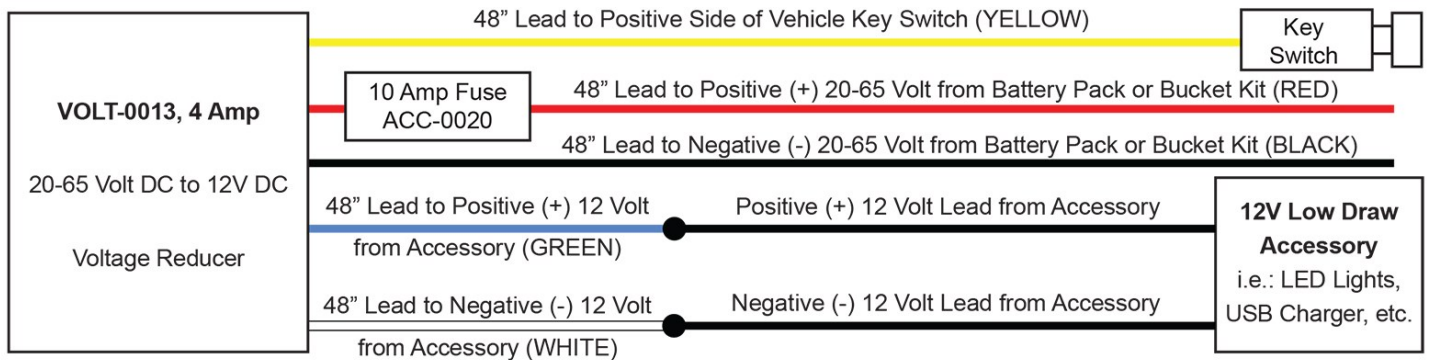 48” Lead to Positive Side of Vehicle Key Switch (YELLOW)
Key
Switch
VOLT-0013, 4 Amp
20-65 Volt DC to 12V DC
Voltage Reducer
10 Amp Fuse
ACC-0020
48” Lead to Positive (+) 20-65 Volt from Battery Pack or Bucket Kit (RED)
48” Lead to Negative (-) 20-65 Volt from Battery Pack or Bucket Kit (BLACK)
48” Lead to Positive (+) 12 Volt
from Accessory (GREEN)
Positive (+) 12 Volt Lead from Accessory
48” Lead to Negative (-) 12 Volt
from Accessory (WHITE)
Negative (-) 12 Volt Lead from Accessory
12V Low Draw
Accessory
i.e.: LED Lights,
USB Charger, etc.